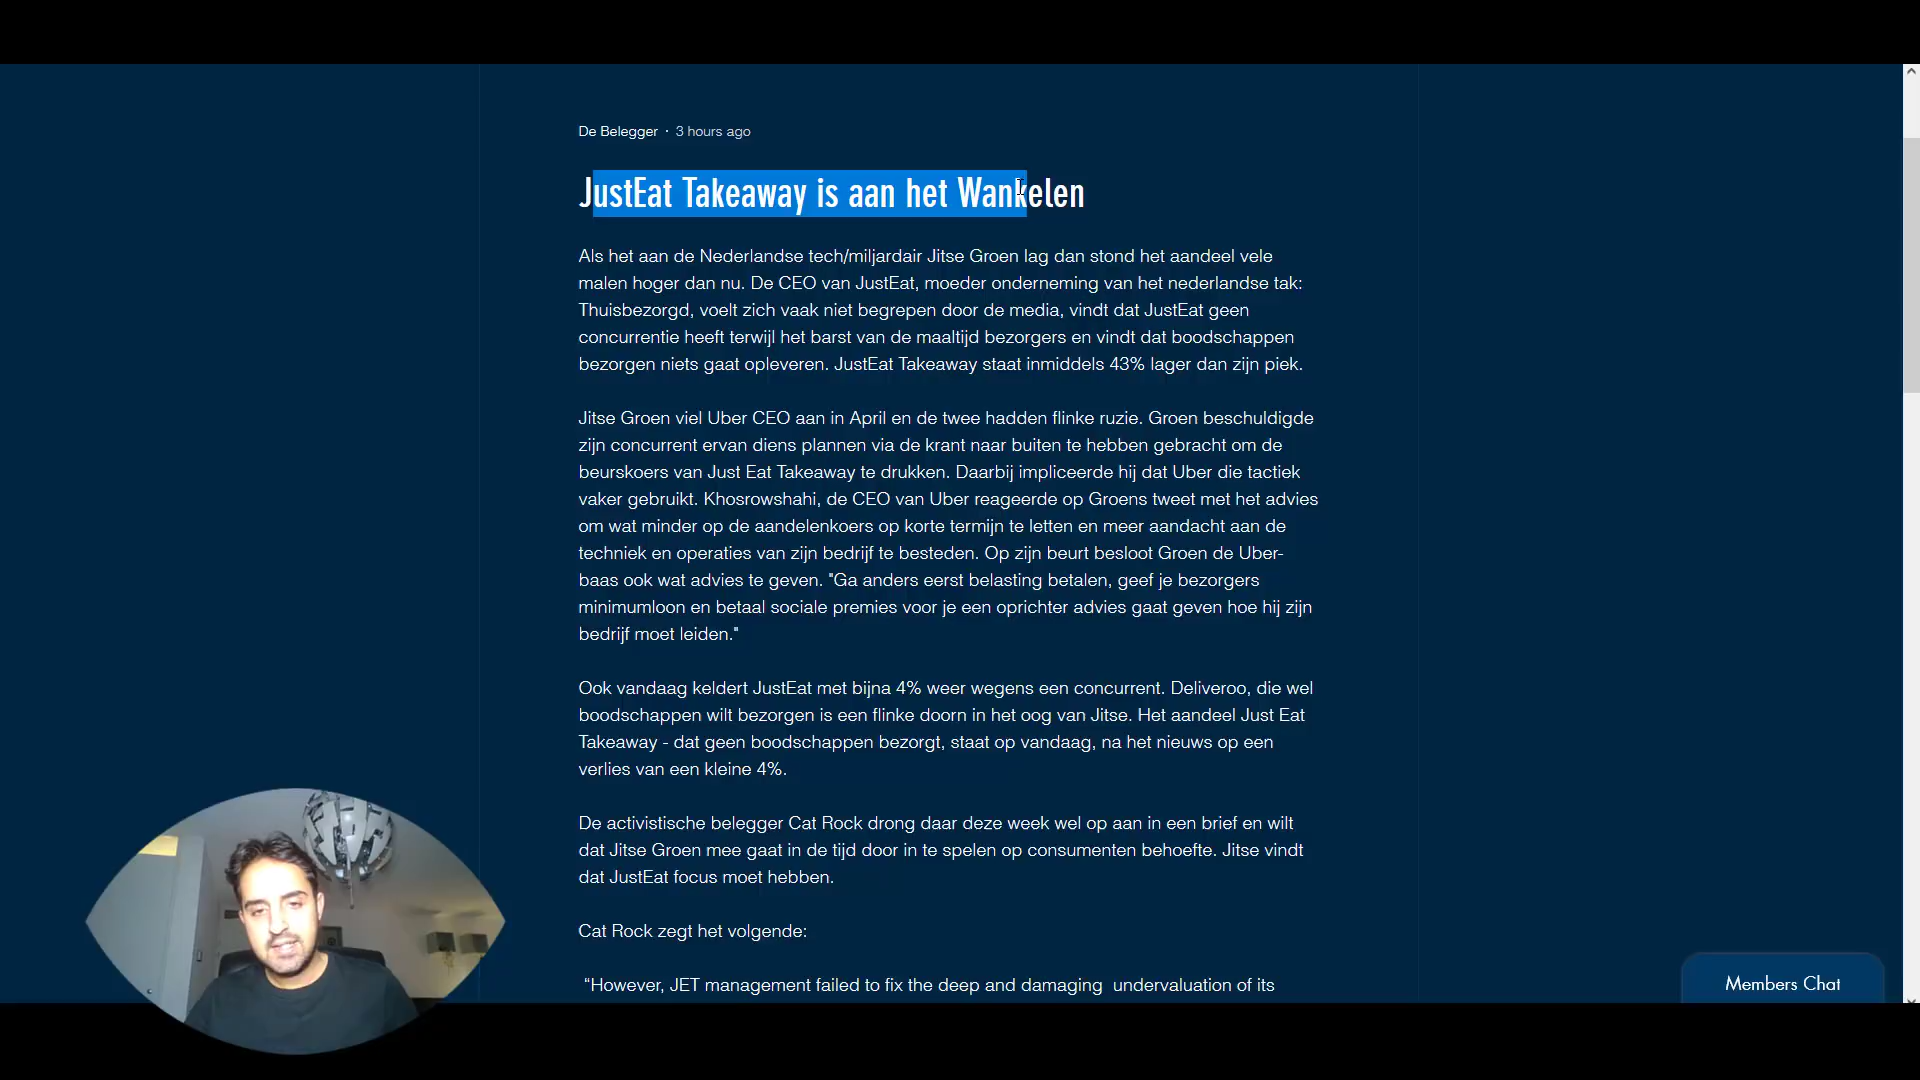 De Belegger · 3 hours ago
JustEat Takeaway is aan het Wankelen
Als het aan de Nederlandse tech/miljardair Jitse Groen lag dan stond het aandeel vele
malen hoger dan nu. De CEO van JustEat, moeder onderneming van het nederlandse tak:
Thuisbezorgd, voelt zich vaak niet begrepen door de media, vindt dat JustEat geen
concurrentie heeft terwijl het barst van de maaltijd bezorgers en vindt dat boodschappen
bezorgen niets gaat opleveren. JustEat Takeaway staat inmiddels 43% lager dan zijn piek.
Jitse Groen viel Uber CEO aan in April en de twee hadden flinke ruzie. Groen beschuldigde
zijn concurrent ervan diens plannen via de krant naar buiten te hebben gebracht om de
beurskoers van Just Eat Takeaway te drukken. Daarbij impliceerde hij dat Uber die tactiek
vaker gebruikt. Khosrowshahi, de CEO van Uber reageerde op Groens tweet met het advies
om wat minder op de aandelenkoers op korte termijn te letten en meer aandacht aan de
techniek en operaties van zijn bedrijf te besteden. Op zijn beurt besloot Groen de Uber-
baas ook wat advies te geven. "Ga anders eerst belasting betalen, geef je bezorgers
minimumloon en betaal sociale premies voor je een oprichter advies gaat geven hoe hij zijn
bedrijf moet leiden."
Ook vandaag keldert JustEat met bijna 4% weer wegens een concurrent. Deliveroo, die wel
boodschappen wilt bezorgen is een flinke doorn in het oog van Jitse. Het aandeel Just Eat
Takeaway - dat geen boodschappen bezorgt, staat op vandaag, na het nieuws op een
verlies van een kleine 4%.
De activistische belegger Cat Rock drong daar deze week wel op aan in een brief en wilt
dat Jitse Groen mee gaat in de tijd door in te spelen op consumenten behoefte. Jitse vindt
dat JustEat focus moet hebben.
Cat Rock zegt het volgende:
“However, JET management failed to fix the deep and damaging  undervaluation of its
Members Chat